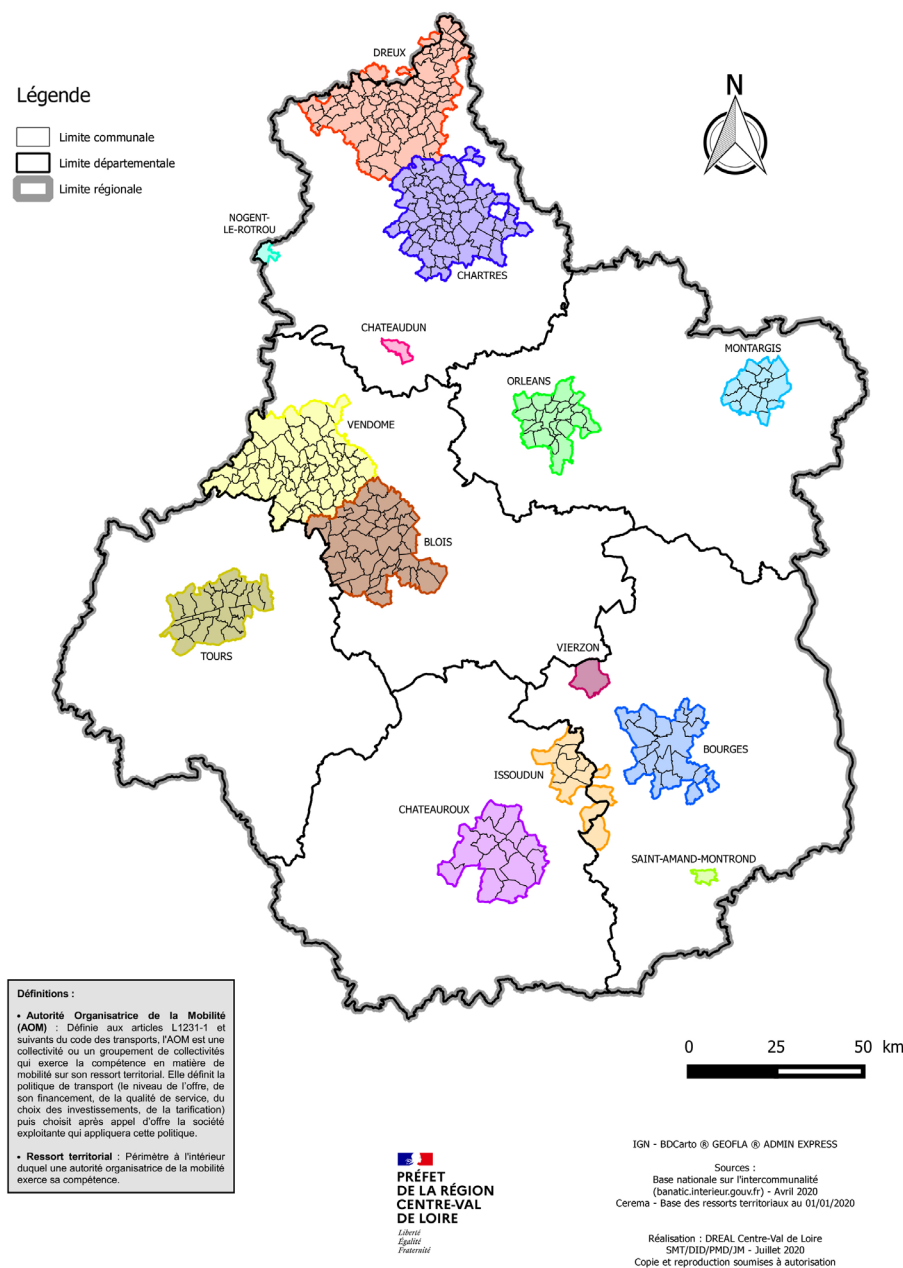 DREUX
N
Légende
Limite communale
Limite départementale
Limite régionale
NOGENT-
LE-ROTROU
CHARTRES
CHATEAUDUN
MONTARGIS
ORLEANS
VENDOME
BLOIS
TOURS
VIERZON
BOURGES
ISSOUDUN
CHATEAUROUX
SAINT-AMAND-MONTROND
Définitions :
• Autorité Organisatrice de la Mobilité
(AOM) : Définie aux articles L1231-1 et
suivants du code des transports, l'AOM est une
collectivité ou un groupement de collectivités
qui exerce la compétence en matière de
mobilité sur son ressort territorial. Elle définit la
politique de transport (le niveau de l'offre, de
son financement, de la qualité de service, du
choix des investissements, de la tarification)
puis choisit après appel d'offre la société
exploitante qui appliquera cette politique.
• Ressort territorial : Périmètre à l'intérieur
duquel une autorité organisatrice de la mobilité
exerce sa compétence.
0 25 50 km
PRÉFET
DE LA RÉGION
CENTRE-VAL
DE LOIRE
Liberté
Égalité
Fraternité
IGN - BDCarto ® GEOFLA ® ADMIN EXPRESS
Sources :
Base nationale sur l'intercommunalité
(banatic.interieur.gouv.fr) - Avril 2020
Cerema - Base des ressorts territoriaux au 01/01/2020
Réalisation : DREAL Centre-Val de Loire
SMT/DID/PMD/JM - Juillet 2020
Copie et reproduction soumises à autorisation